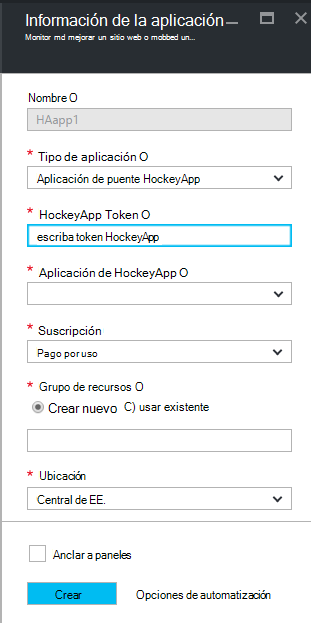 Información de la aplicación
Monitor md mejorar un sitio web o mobbed un...
Nombre O
HAapp1
* Tipo de aplicación O
Aplicación de puente HockeyApp
* HockeyApp Token O
escriba token HockeyApp
* Aplicación de HockeyApp O
* Suscripción
Pago por uso
* Grupo de recursos O
Crear nuevo C) usar existente
* Ubicación
Central de EE.
Anclar a paneles
Crear Opciones de automatización